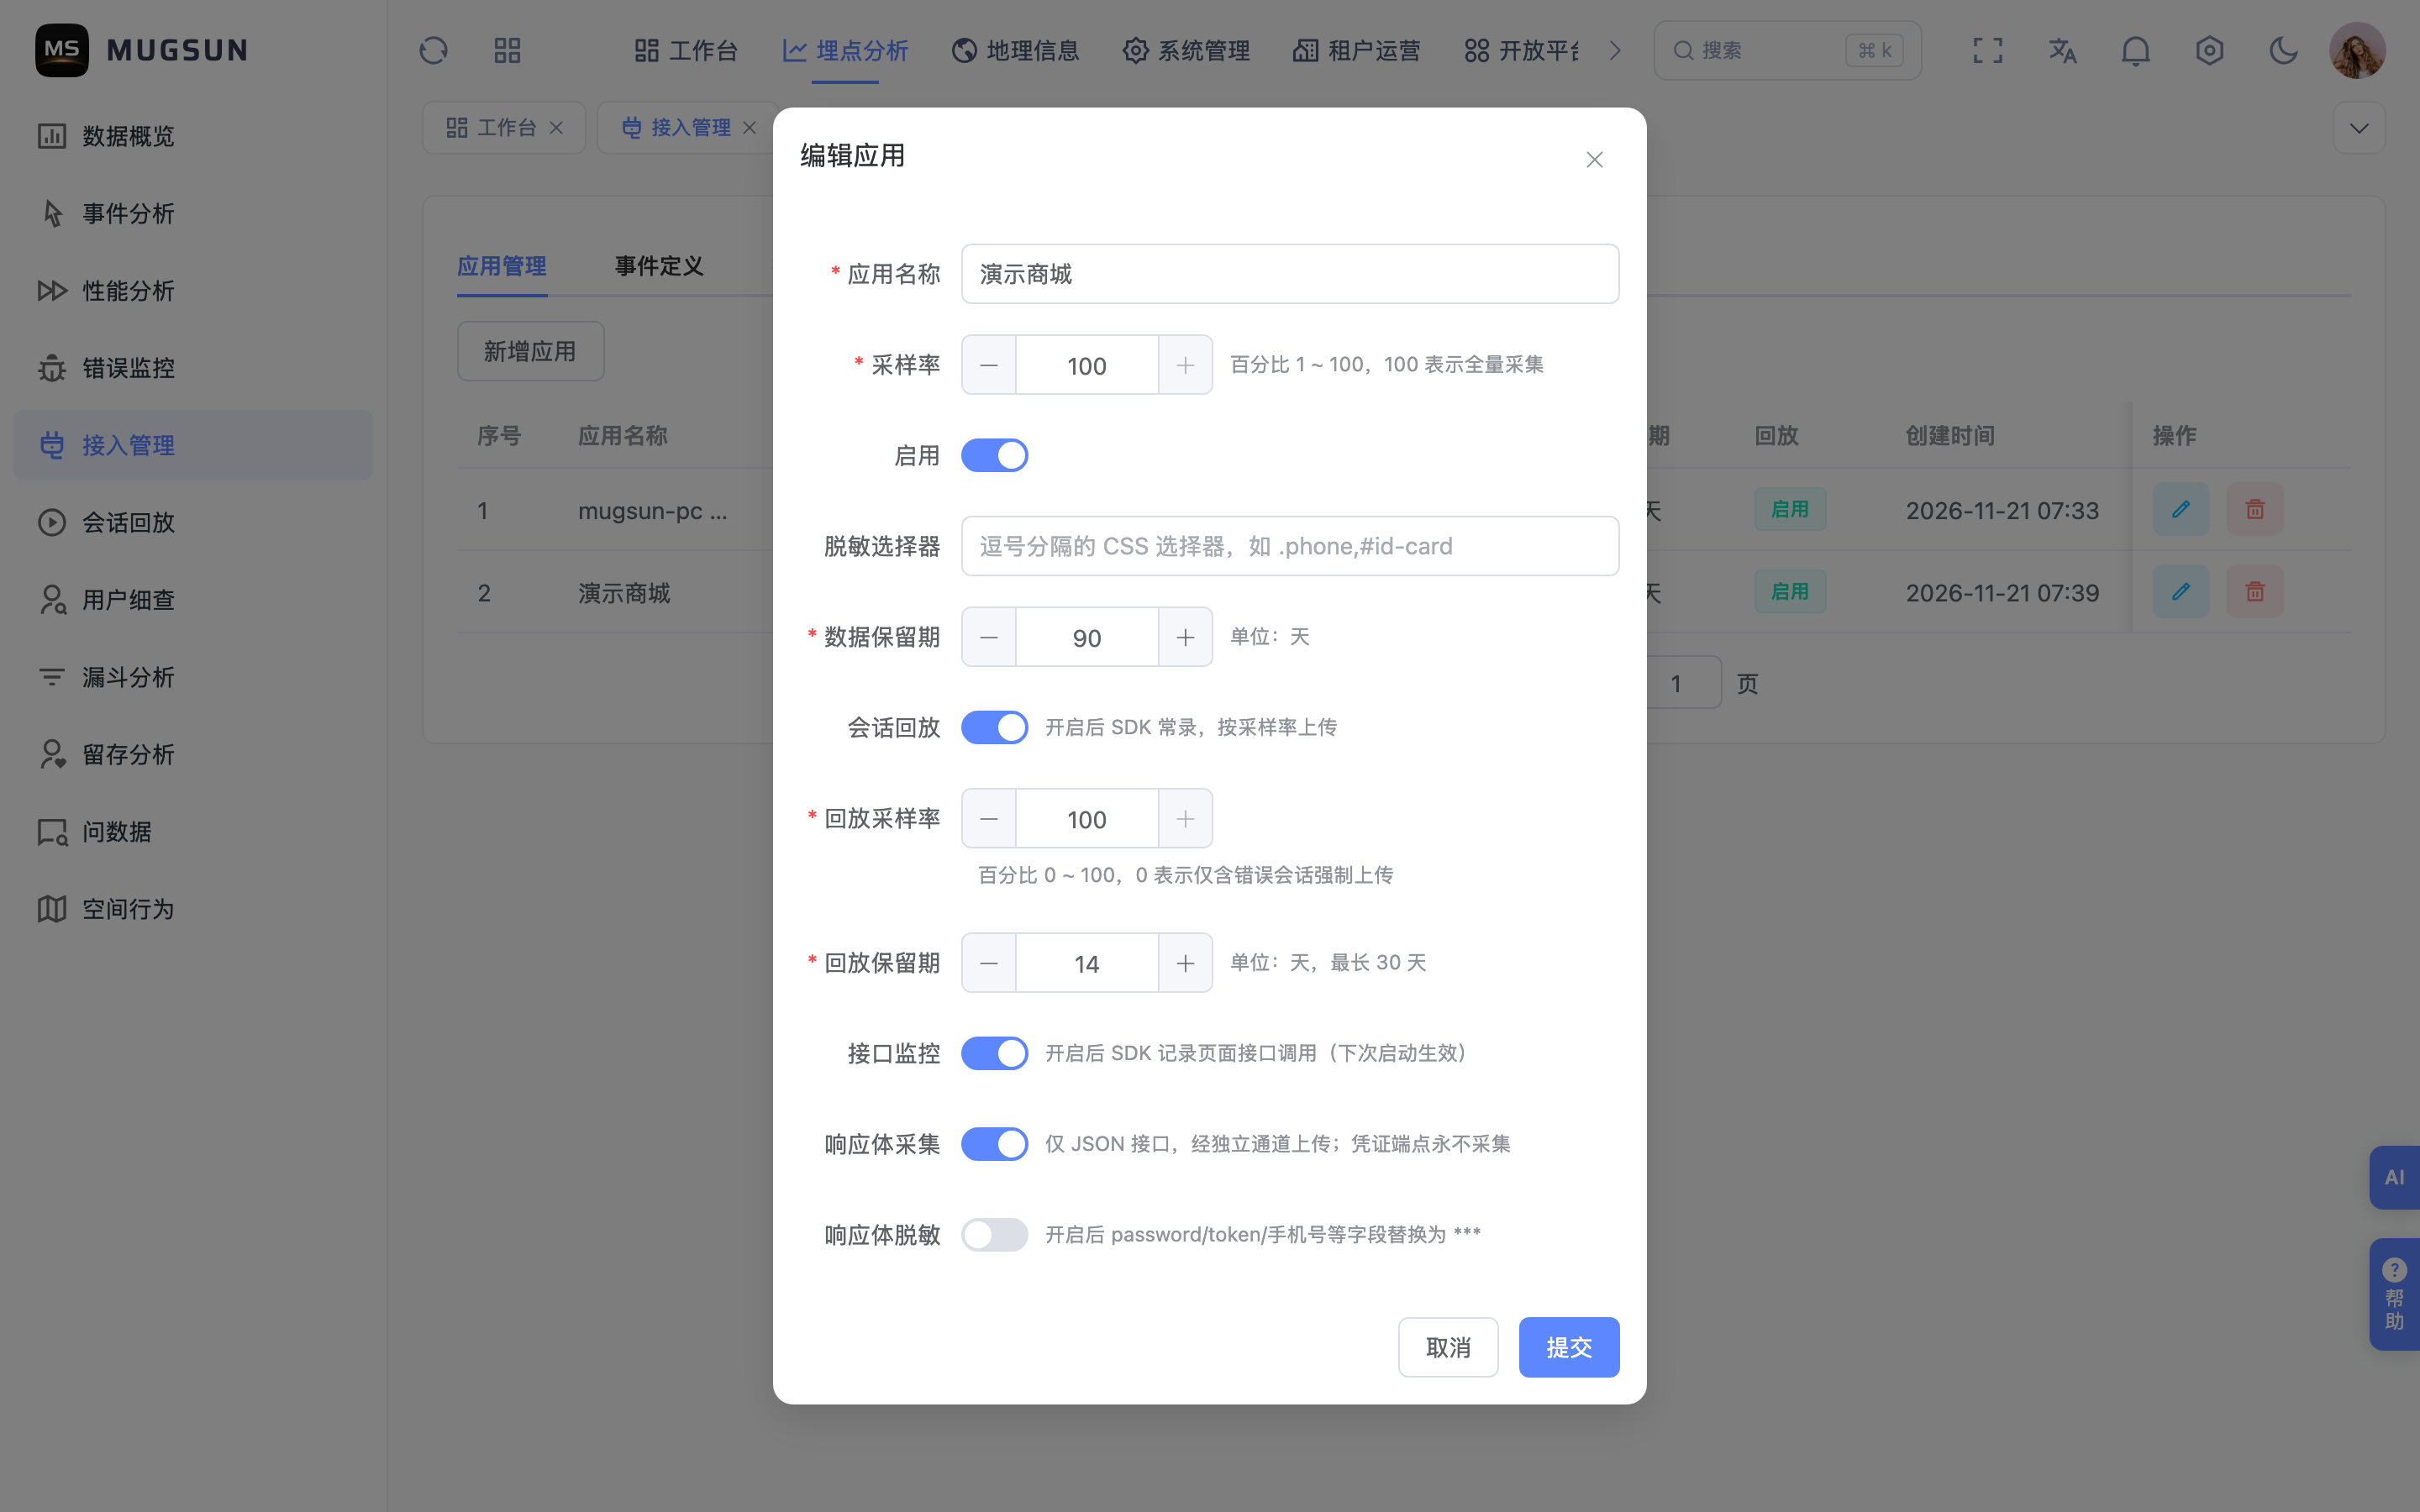 MS MUGSUN
工作台 埋点分析 地理信息 系统管理 租户运营 开放平台 搜索 ⌘ k
数据概览
事件分析
性能分析
错误监控
接入管理
会话回放
用户细查
漏斗分析
留存分析
问数据
空间行为
工作台 接入管理
应用管理 事件定义
新增应用
序号 应用名称 期 回放 创建时间 操作
1 mugsun-pc ... 天 启用 2026-11-21 07:33
2 演示商城 天 启用 2026-11-21 07:39
1 页
编辑应用
* 应用名称 演示商城
* 采样率 100 百分比 1 ~ 100，100 表示全量采集
启用
脱敏选择器 逗号分隔的 CSS 选择器，如 .phone,#id-card
* 数据保留期 90 单位：天
会话回放 开启后 SDK 常录，按采样率上传
* 回放采样率 100
百分比 0 ~ 100，0 表示仅含错误会话强制上传
* 回放保留期 14 单位：天，最长 30 天
接口监控 开启后 SDK 记录页面接口调用（下次启动生效）
响应体采集 仅 JSON 接口，经独立通道上传；凭证端点永不采集
响应体脱敏 开启后 password/token/手机号等字段替换为 ***
取消 提交
AI
?
帮
助